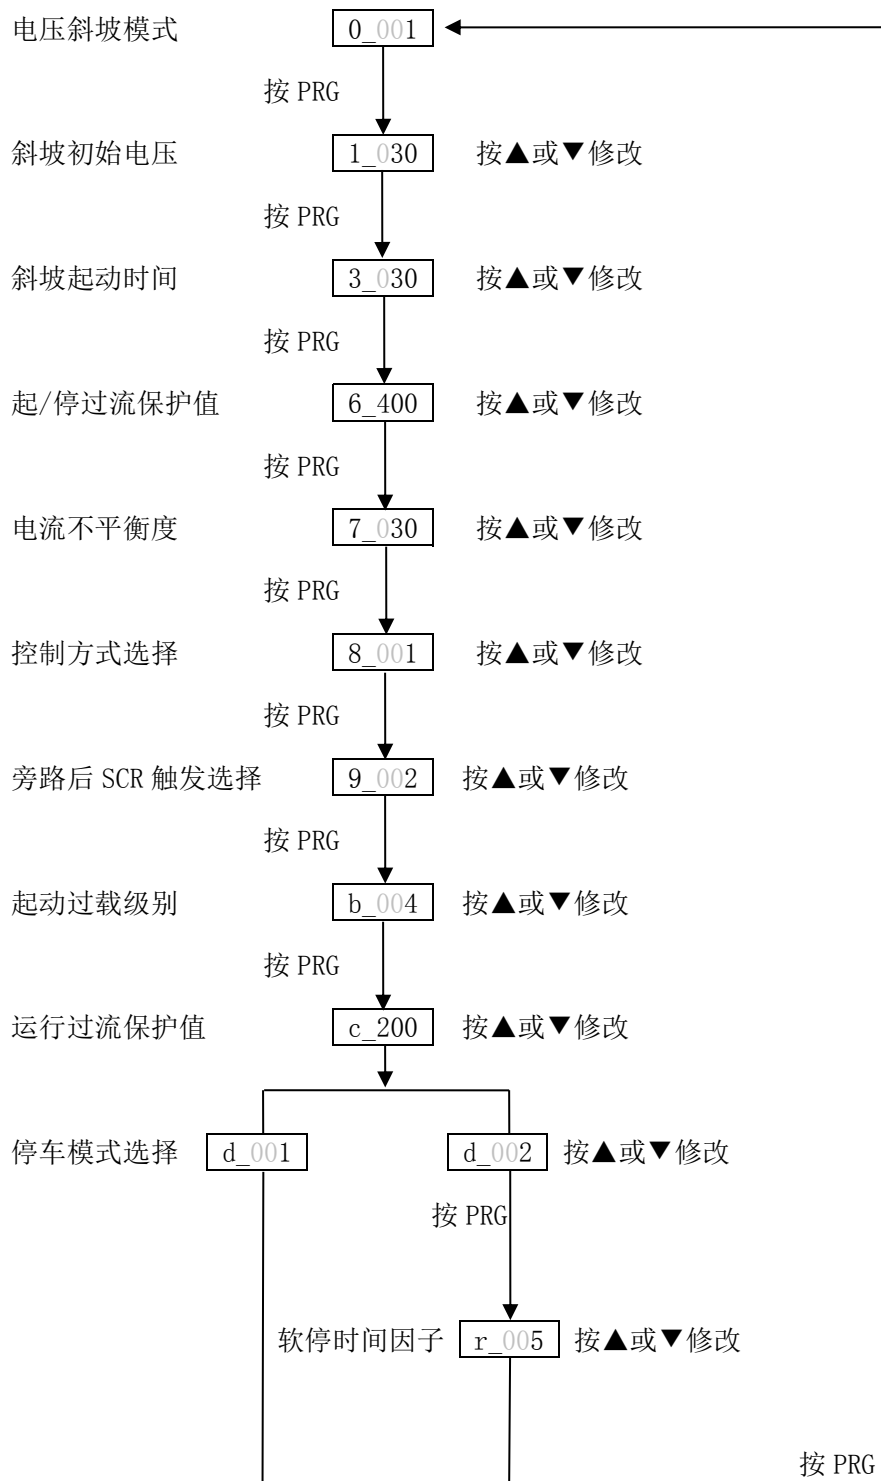 电压斜坡模式 0_001
按 PRG
斜坡初始电压 1_030 按▲或▼修改
按 PRG
斜坡起动时间 3_030 按▲或▼修改
按 PRG
起/停过流保护值 6_400 按▲或▼修改
按 PRG
电流不平衡度 7_030 按▲或▼修改
按 PRG
控制方式选择 8_001 按▲或▼修改
按 PRG
旁路后 SCR 触发选择 9_002 按▲或▼修改
按 PRG
起动过载级别 b_004 按▲或▼修改
按 PRG
运行过流保护值 c_200 按▲或▼修改
停车模式选择 d_001 d_002 按▲或▼修改
按 PRG
软停时间因子 r_005 按▲或▼修改
按 PRG